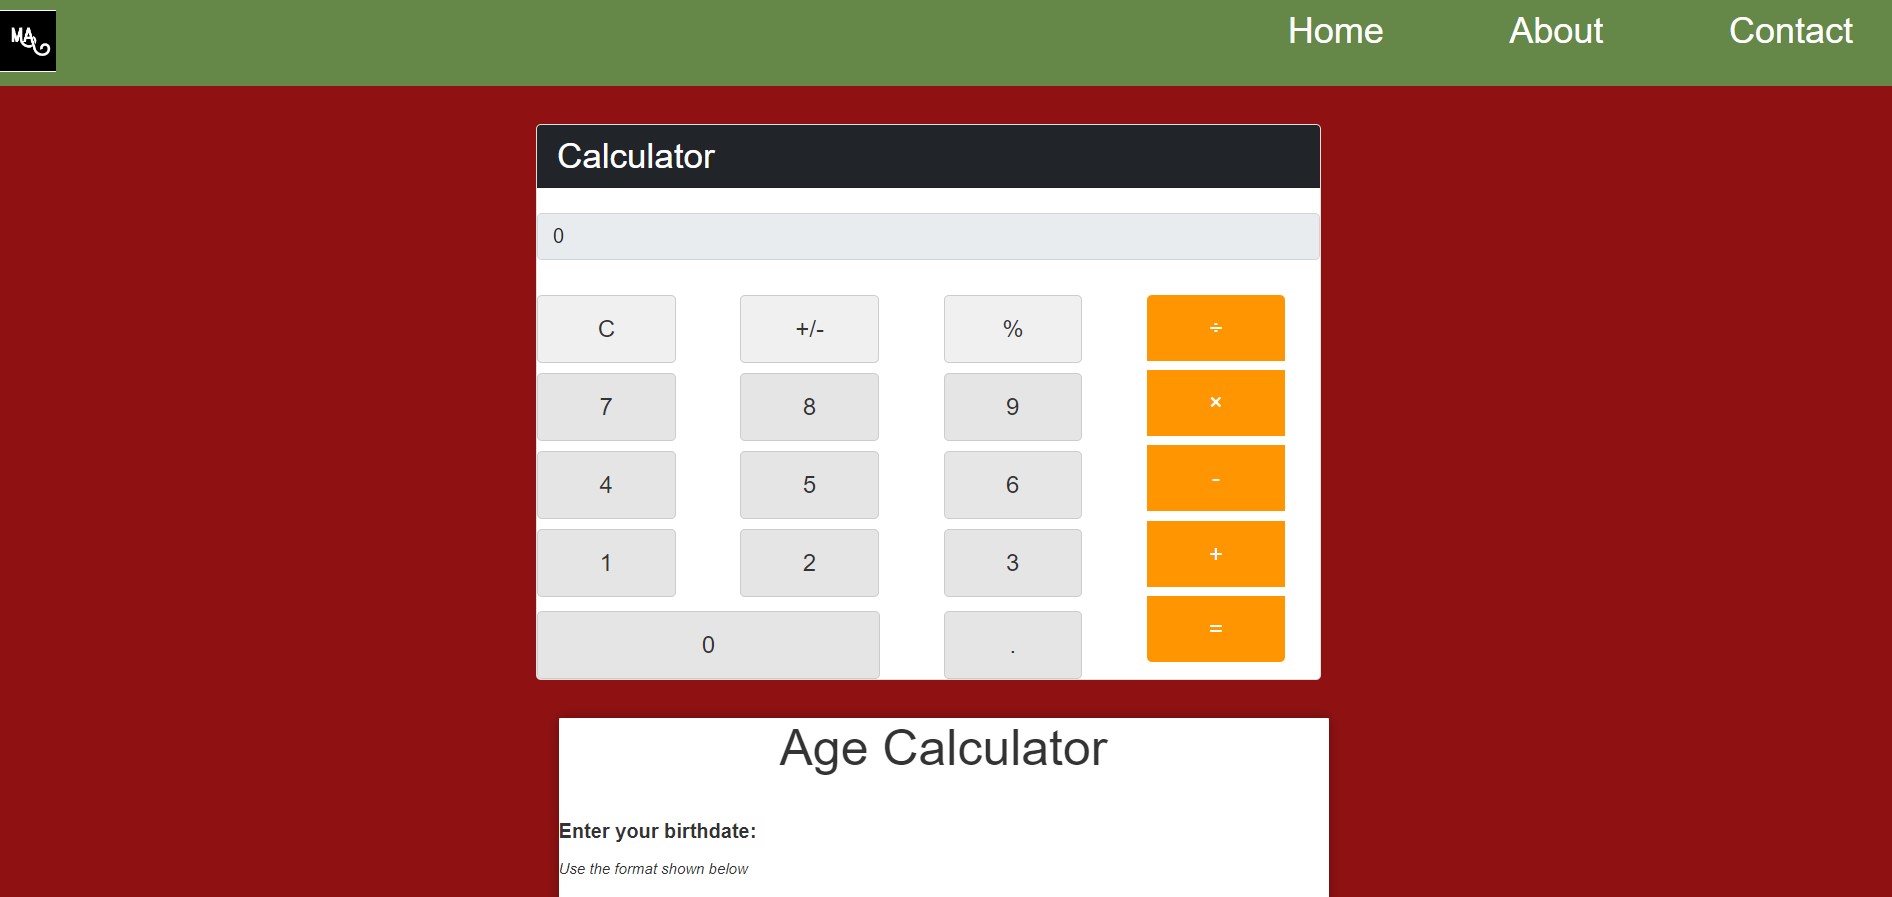 MA
Home About Contact
Calculator
0
C +/- % ÷
7 8 9 ×
4 5 6 -
1 2 3 +
0 . =
Age Calculator
Enter your birthdate:
Use the format shown below